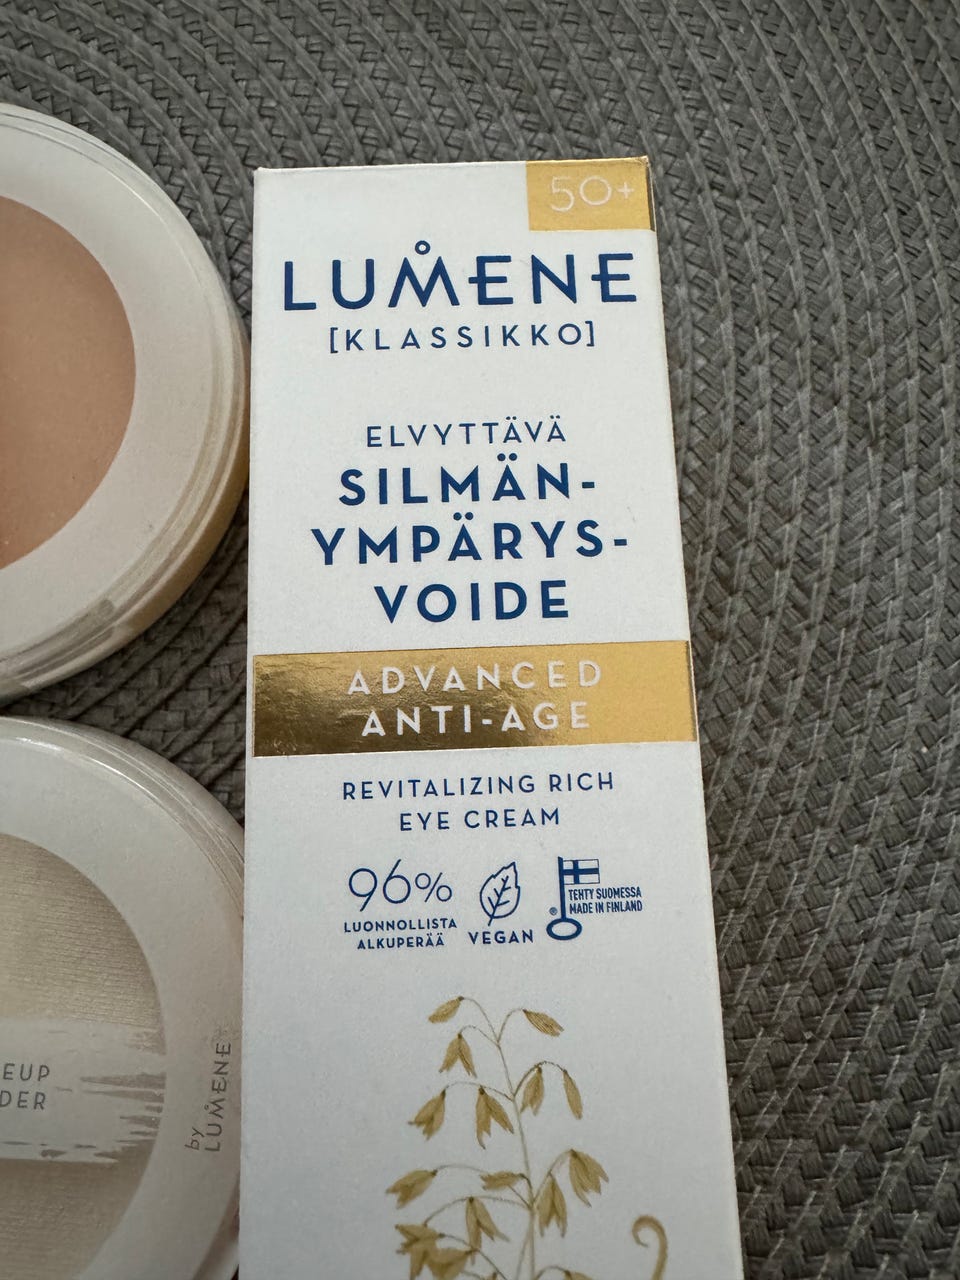 50+
LUMENE
[KLASSIKKO]
ELVYTTÄVÄ
SILMÄN-
YMPÄRYS-
VOIDE
ADVANCED
ANTI-AGE
REVITALIZING RICH
EYE CREAM
96%
LUONNOLLISTA
ALKUPERÄÄ
VEGAN
TEHTY SUOMESSA
MADE IN FINLAND
®
EUP
DER
by
LUMENE